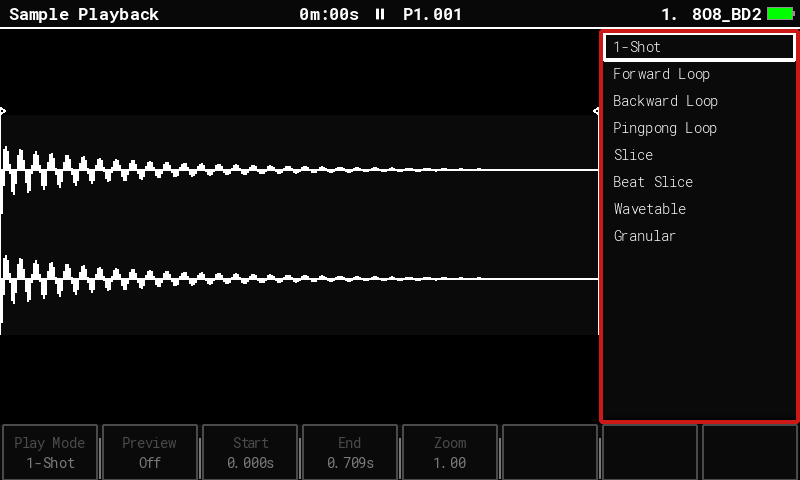 Sample Playback 0m:00s P1.001 1. 808_BD2
1-Shot
Forward Loop
Backward Loop
Pingpong Loop
Slice
Beat Slice
Wavetable
Granular
Play Mode Preview Start End Zoom
1-Shot Off 0.000s 0.709s 1.00